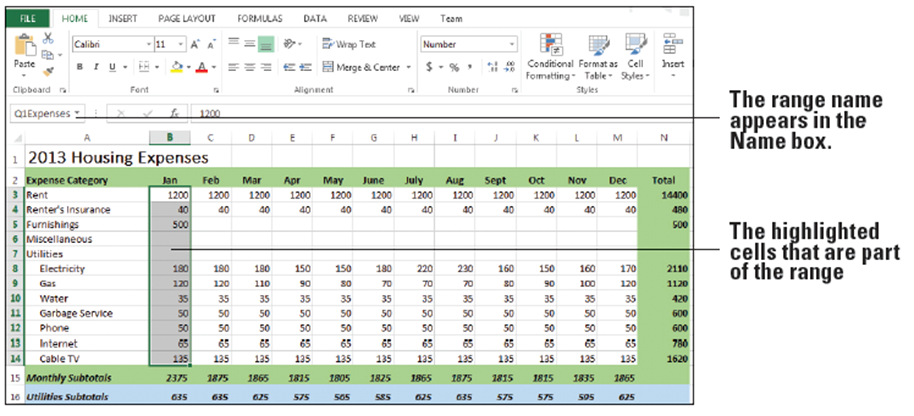 FILE HOME INSERT PAGE LAYOUT FORMULAS DATA REVIEW VIEW Team
Calibri 11 A A Wrap Text Number
Paste B I U A Merge & Center $ % , Conditional Formatting Format as Table Cell Styles Insert
Clipboard Font Alignment Number Styles
Q1Expenses fx 1200
A B C D E F G H I J K L M N
1 2013 Housing Expenses
2 Expense Category Jan Feb Mar Apr May June July Aug Sept Oct Nov Dec Total
3 Rent 1200 1200 1200 1200 1200 1200 1200 1200 1200 1200 1200 1200 14400
4 Renter's Insurance 40 40 40 40 40 40 40 40 40 40 40 40 480
5 Furnishings 500 500
6 Miscellaneous
7 Utilities
8 Electricity 180 180 180 150 150 180 220 230 160 150 160 170 2110
9 Gas 120 120 110 90 80 70 70 70 80 90 100 120 1120
10 Water 35 35 35 35 35 35 35 35 35 35 35 35 420
11 Garbage Service 50 50 50 50 50 50 50 50 50 50 50 50 600
12 Phone 50 50 50 50 50 50 50 50 50 50 50 50 600
13 Internet 65 65 65 65 65 65 65 65 65 65 65 65 780
14 Cable TV 135 135 135 135 135 135 135 135 135 135 135 135 1620
15 Monthly Subtotals 2375 1875 1865 1815 1805 1825 1865 1875 1815 1815 1835 1865
16 Utilities Subtotals 635 635 625 575 565 585 625 635 575 575 595 625
The range name
appears in the
Name box.
The highlighted
cells that are part
of the range